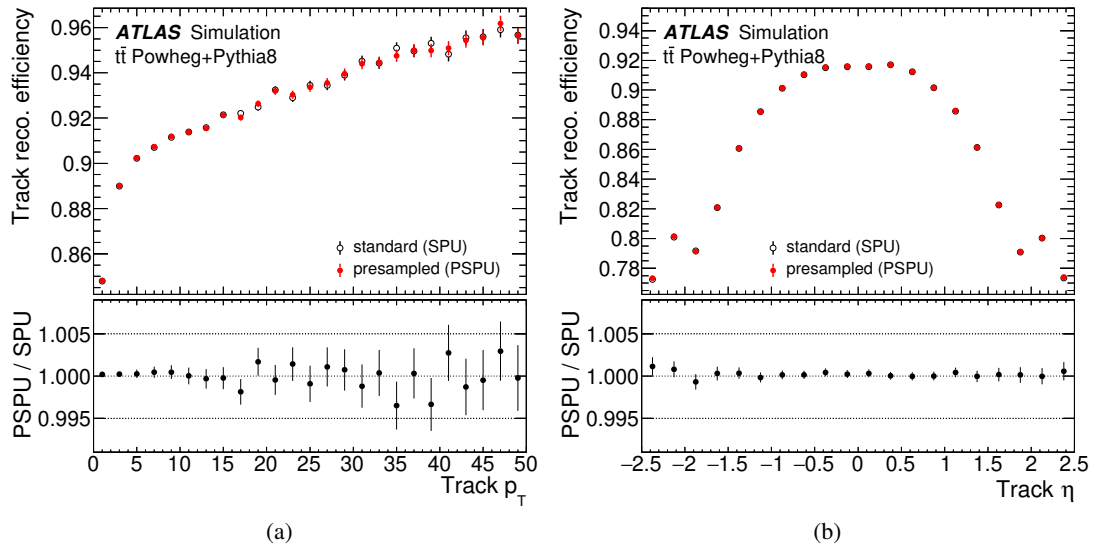 ATLAS Simulation
tt̄ Powheg+Pythia8
Track reco. efficiency
0.96
0.94
0.92
0.9
0.88
0.86
standard (SPU)
presampled (PSPU)
PSPU / SPU
1.005
1.000
0.995
0 5 10 15 20 25 30 35 40 45 50
Track p_T
(a)
ATLAS Simulation
tt̄ Powheg+Pythia8
Track reco. efficiency
0.94
0.92
0.9
0.88
0.86
0.84
0.82
0.8
0.78
standard (SPU)
presampled (PSPU)
PSPU / SPU
1.005
1.000
0.995
−2.5 −2 −1.5 −1 −0.5 0 0.5 1 1.5 2 2.5
Track η
(b)